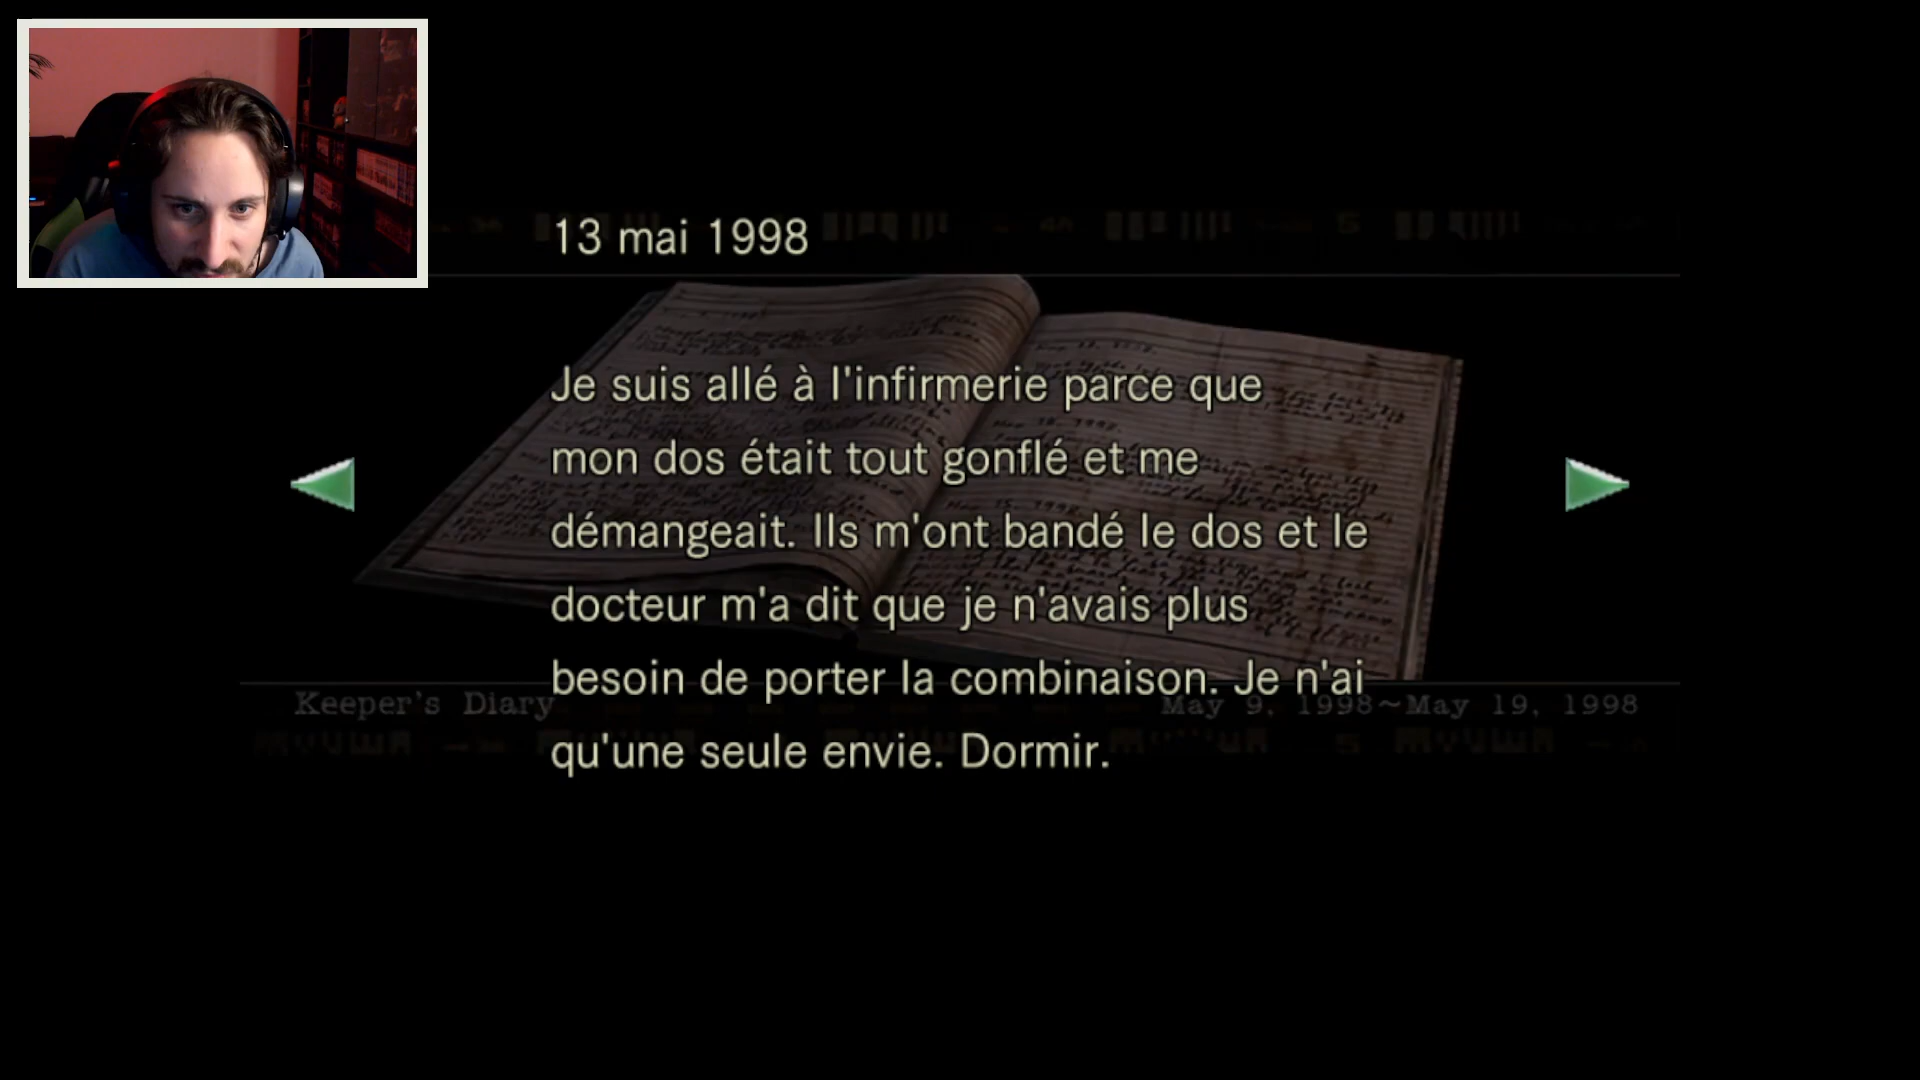 13 mai 1998
Je suis allé à l'infirmerie parce que
mon dos était tout gonflé et me
démangeait. Ils m'ont bandé le dos et le
docteur m'a dit que je n'avais plus
besoin de porter la combinaison. Je n'ai
qu'une seule envie. Dormir.
Keeper's Diary
May 9, 1998~May 19, 1998